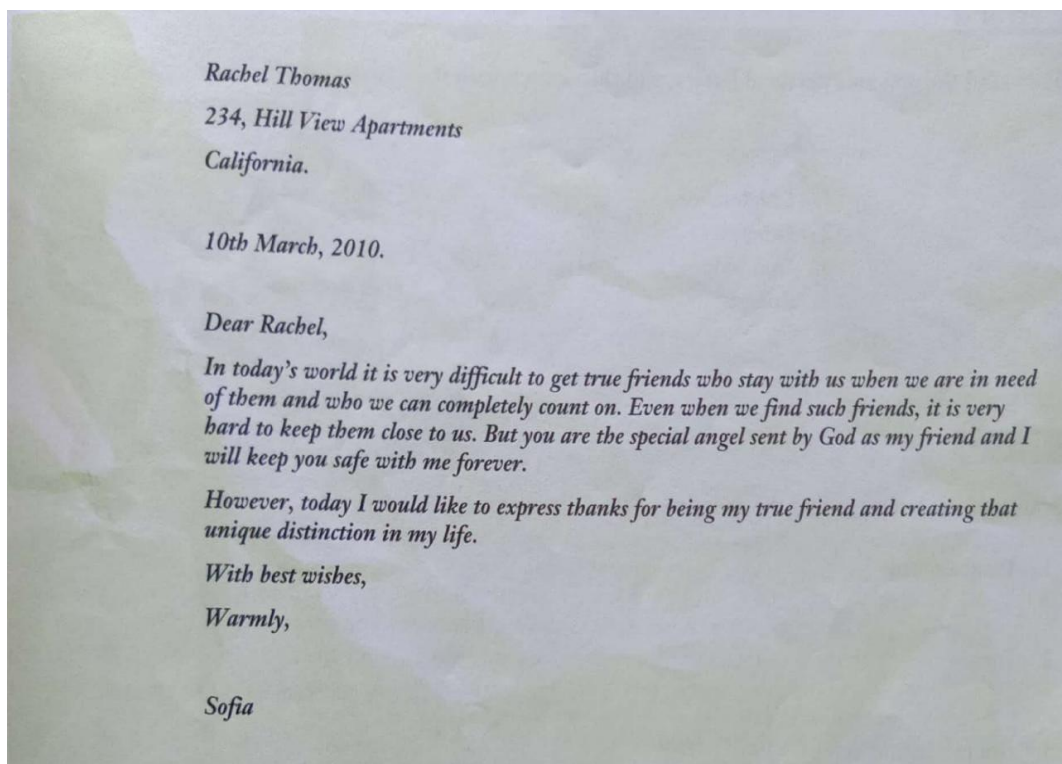 Rachel Thomas
234, Hill View Apartments
California.
10th March, 2010.
Dear Rachel,
In today's world it is very difficult to get true friends who stay with us when we are in need
of them and who we can completely count on. Even when we find such friends, it is very
hard to keep them close to us. But you are the special angel sent by God as my friend and I
will keep you safe with me forever.
However, today I would like to express thanks for being my true friend and creating that
unique distinction in my life.
With best wishes,
Warmly,
Sofia